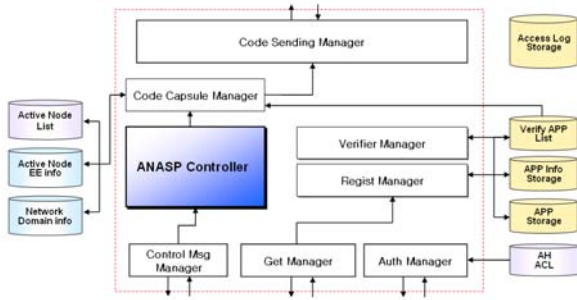 Code Sending Manager
Access Log
Storage
Code Capsule Manager
Active Node
List
ANASP Controller
Verifier Manager
Verify APP
List
Active Node
EE info
Regist Manager
APP Info
Storage
Network
Domain info
APP
Storage
Control Msg
Manager
Get Manager
Auth Manager
AH
ACL